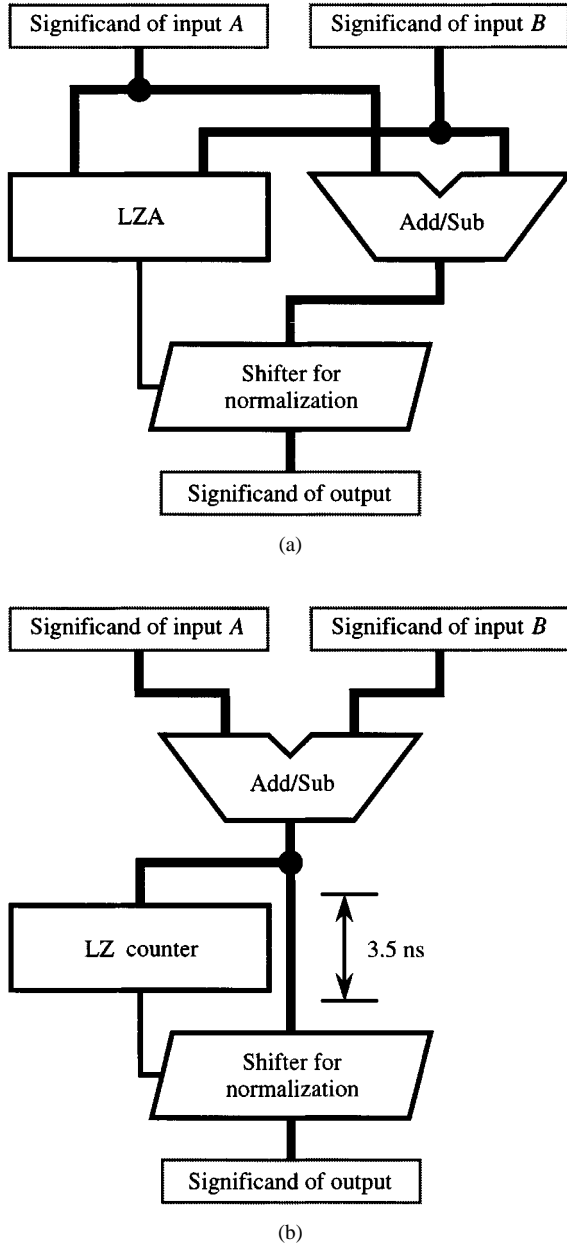 Significand of input A
Significand of input B
LZA
Add/Sub
Shifter for
normalization
Significand of output
(a)
Significand of input A
Significand of input B
Add/Sub
LZ counter
3.5 ns
Shifter for
normalization
Significand of output
(b)